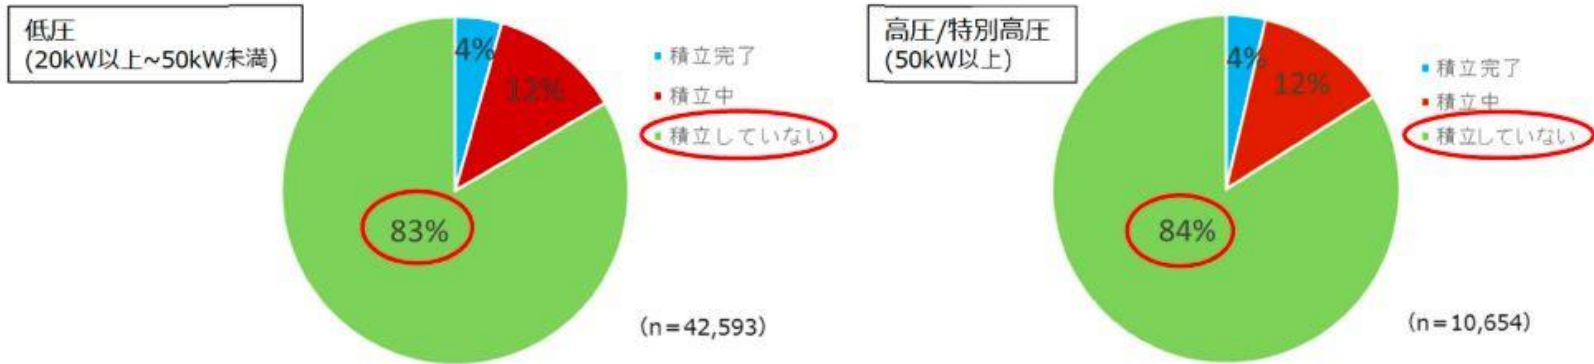 低圧
(20kW以上~50kW未満)
4%
12%
83%
積立完了
積立中
積立していない
(n=42,593)
高圧/特別高圧
(50kW以上)
4%
12%
84%
積立完了
積立中
積立していない
(n=10,654)